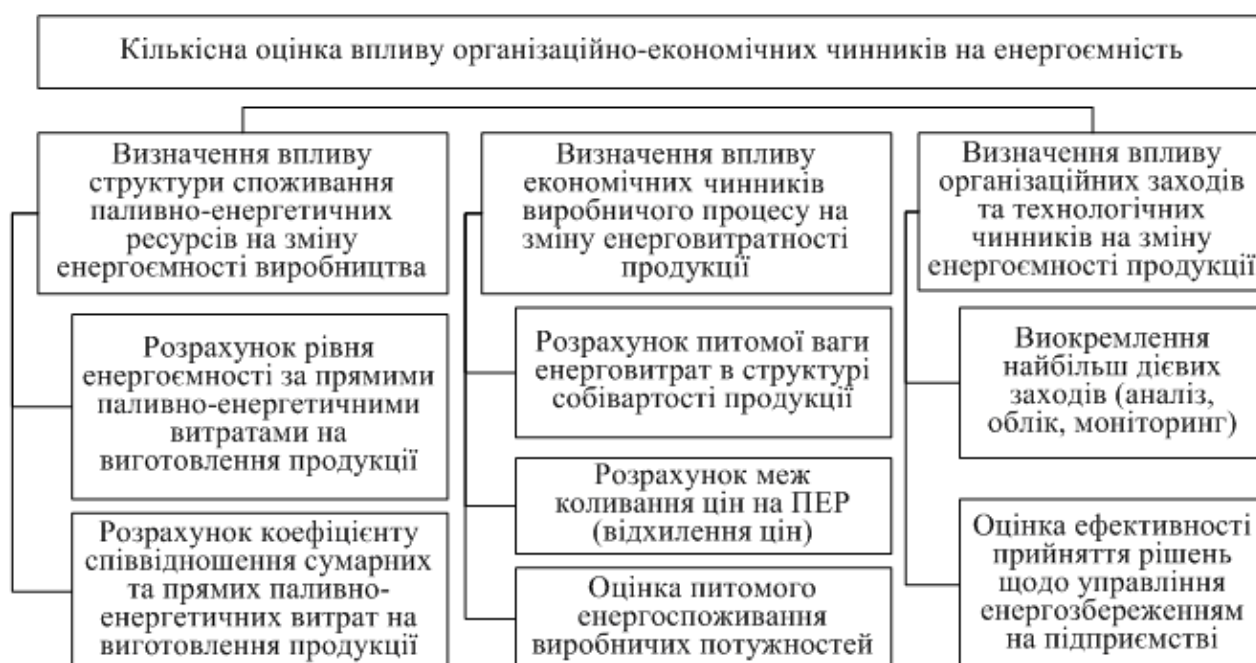 Кількісна оцінка впливу організаційно-економічних чинників на енергоємність
Визначення впливу
структури споживання
паливно-енергетичних
ресурсів на зміну
енергоємності виробництва
Розрахунок рівня
енергоємності за прямими
паливно-енергетичними
витратами на
виготовлення продукції
Розрахунок коефіцієнту
співвідношення сумарних
та прямих паливно-
енергетичних витрат на
виготовлення продукції
Визначення впливу
економічних чинників
виробничого процесу на
зміну енерговитратності
продукції
Розрахунок питомої ваги
енерговитрат в структурі
собівартості продукції
Розрахунок меж
коливання цін на ПЕР
(відхилення цін)
Оцінка питомого
енергоспоживання
виробничих потужностей
Визначення впливу
організаційних заходів
та технологічних
чинників на зміну
енергоємності продукції
Виокремлення
найбільш дієвих
заходів (аналіз,
облік, моніторинг)
Оцінка ефективності
прийняття рішень
щодо управління
енергозбереженням
на підприємстві